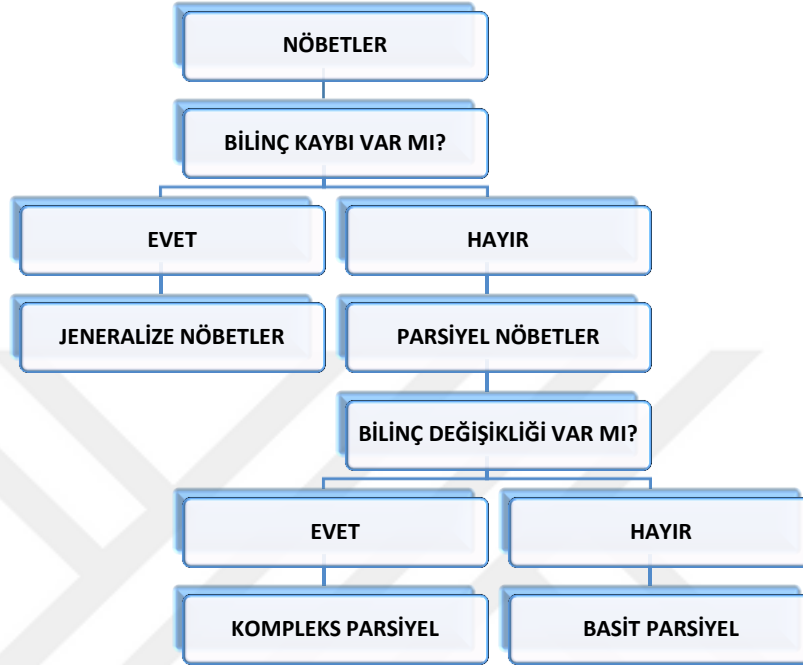 NÖBETLER
BİLİNÇ KAYBI VAR MI?
EVET
HAYIR
JENERALİZE NÖBETLER
PARSİYEL NÖBETLER
BİLİNÇ DEĞİŞİKLİĞİ VAR MI?
EVET
HAYIR
KOMPLEKS PARSİYEL
BASİT PARSİYEL